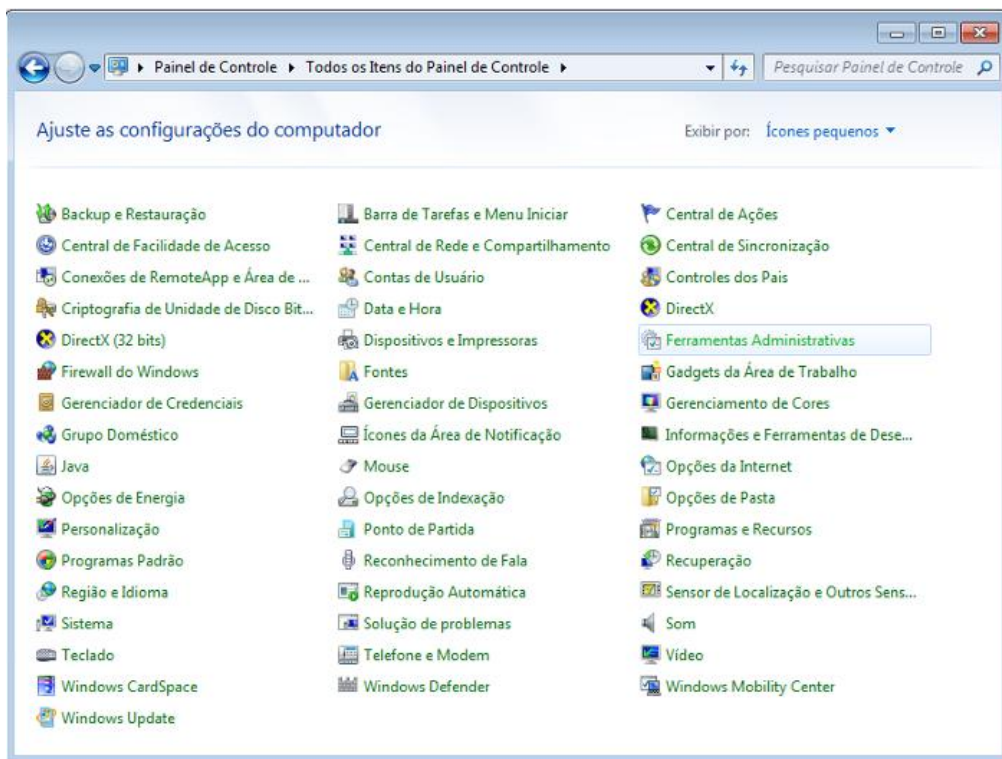 Painel de Controle Todos os Itens do Painel de Controle Pesquisar Painel de Controle
Ajuste as configurações do computador Exibir por: Ícones pequenos
Backup e Restauração Barra de Tarefas e Menu Iniciar Central de Ações
Central de Facilidade de Acesso Central de Rede e Compartilhamento Central de Sincronização
Conexões de RemoteApp e Área de ... Contas de Usuário Controles dos Pais
Criptografia de Unidade de Disco Bit... Data e Hora DirectX
DirectX (32 bits) Dispositivos e Impressoras Ferramentas Administrativas
Firewall do Windows Fontes Gadgets da Área de Trabalho
Gerenciador de Credenciais Gerenciador de Dispositivos Gerenciamento de Cores
Grupo Doméstico Ícones da Área de Notificação Informações e Ferramentas de Dese...
Java Mouse Opções da Internet
Opções de Energia Opções de Indexação Opções de Pasta
Personalização Ponto de Partida Programas e Recursos
Programas Padrão Reconhecimento de Fala Recuperação
Região e Idioma Reprodução Automática Sensor de Localização e Outros Sens...
Sistema Solução de problemas Som
Teclado Telefone e Modem Vídeo
Windows CardSpace Windows Defender Windows Mobility Center
Windows Update